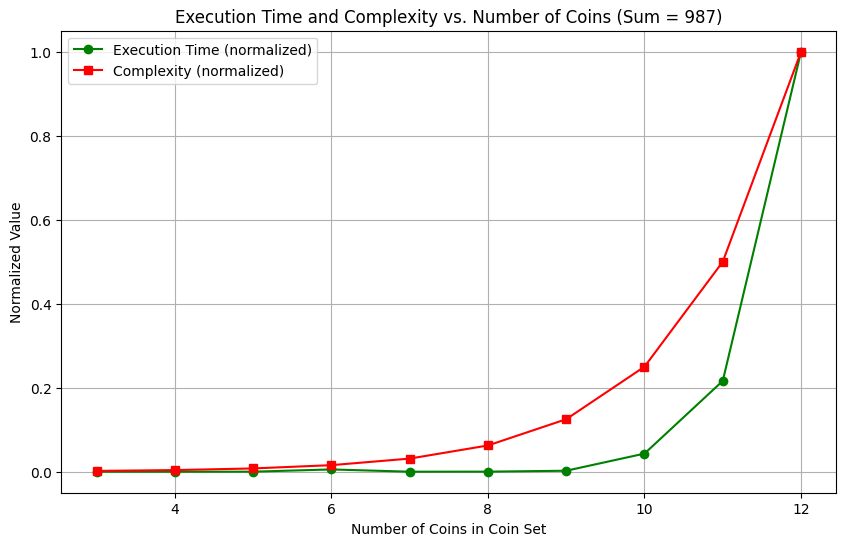 Execution Time and Complexity vs. Number of Coins (Sum = 987)
Execution Time (normalized)
Complexity (normalized)
Normalized Value
1.0
0.8
0.6
0.4
0.2
0.0
4 6 8 10 12
Number of Coins in Coin Set